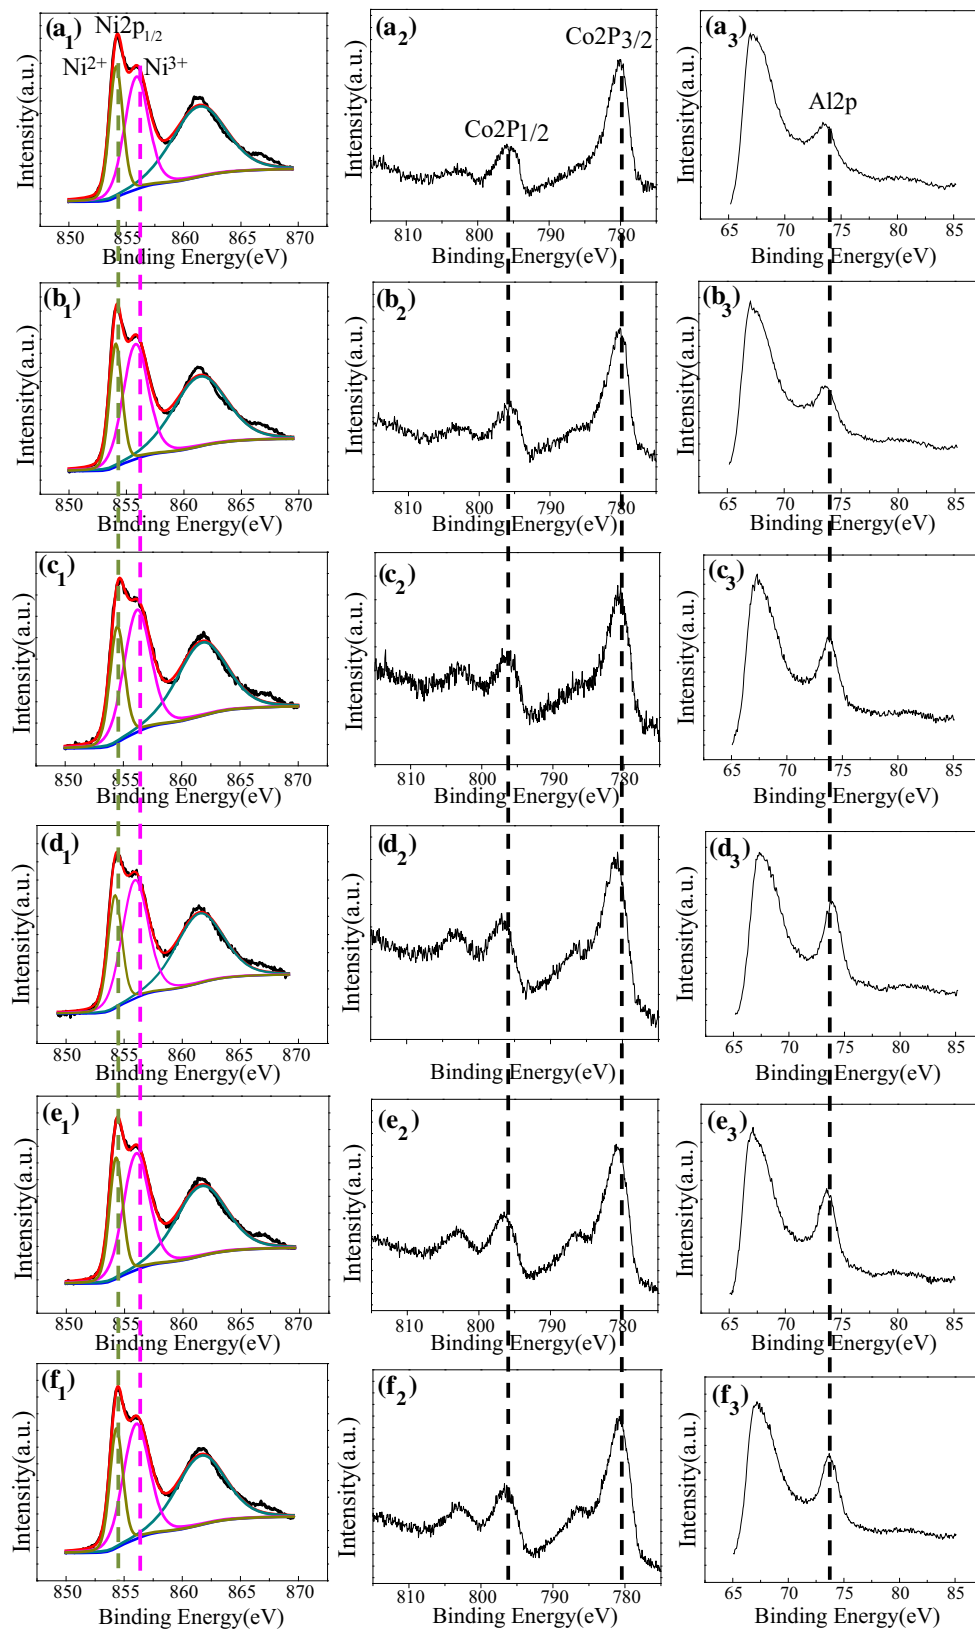 (a1) Ni2p1/2
Ni2+ Ni3+
Intensity(a.u.)
850 855 860 865 870
Binding Energy(eV)
(a2) Co2P3/2
Co2P1/2
Intensity(a.u.)
810 800 790 780
Binding Energy(eV)
(a3)
Al2p
Intensity(a.u.)
65 70 75 80 85
Binding Energy(eV)
(b1)
Intensity(a.u.)
850 855 860 865 870
Binding Energy(eV)
(b2)
Intensity(a.u.)
810 800 790 780
Binding Energy(eV)
(b3)
Intensity(a.u.)
65 70 75 80 85
Binding Energy(eV)
(c1)
Intensity(a.u.)
850 855 860 865 870
Binding Energy(eV)
(c2)
Intensity(a.u.)
810 800 790 780
Binding Energy(eV)
(c3)
Intensity(a.u.)
65 70 75 80 85
Binding Energy(eV)
(d1)
Intensity(a.u.)
850 855 860 865 870
Binding Energy(eV)
(d2)
Intensity(a.u.)
Binding Energy(eV)
(d3)
Intensity(a.u.)
65 70 75 80 85
Binding Energy(eV)
(e1)
Intensity(a.u.)
850 855 860 865 870
Binding Energy(eV)
(e2)
Intensity(a.u.)
810 800 790 780
Binding Energy(eV)
(e3)
Intensity(a.u.)
65 70 75 80 85
Binding Energy(eV)
(f1)
Intensity(a.u.)
850 855 860 865 870
Binding Energy(eV)
(f2)
Intensity(a.u.)
810 800 790 780
Binding Energy(eV)
(f3)
Intensity(a.u.)
65 70 75 80 85
Binding Energy(eV)